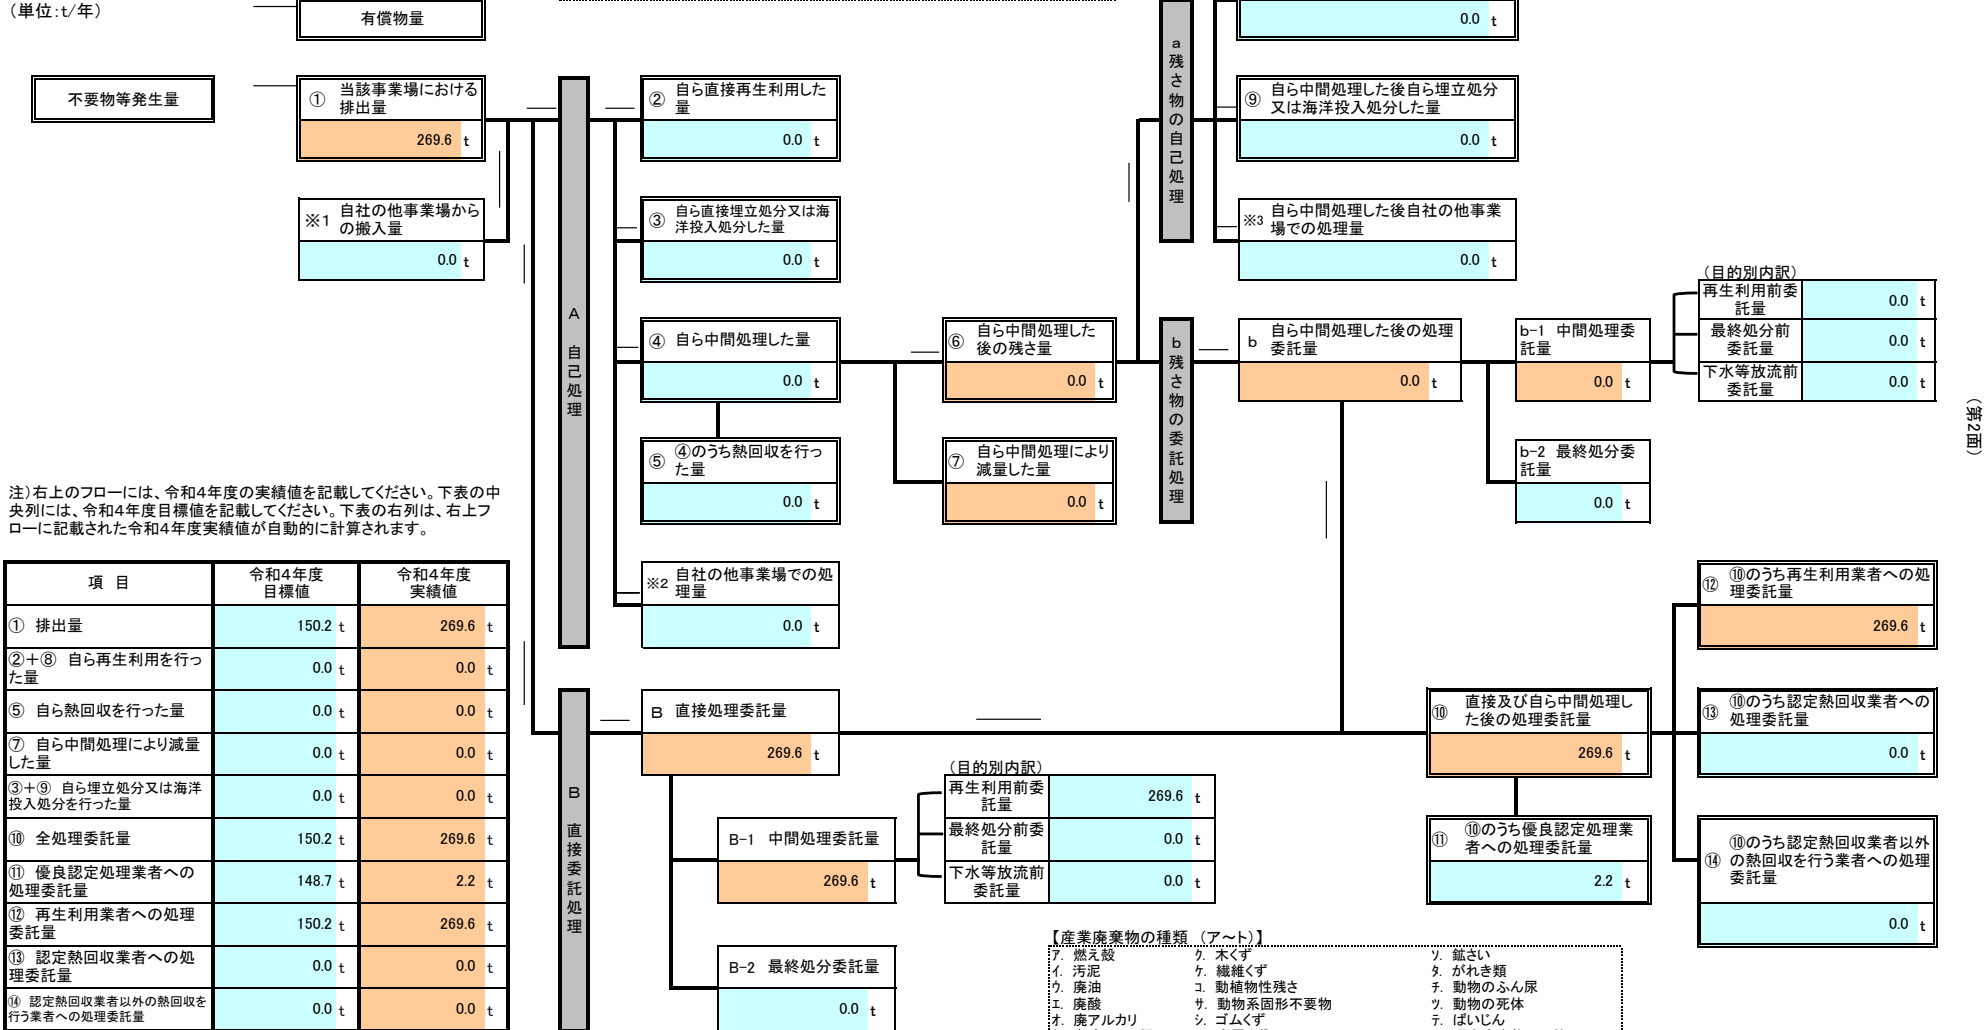 （単位：t/年）
有償物量
0.0 t
不要物等発生量
① 当該事業場における
排出量
269.6 t
※1 自社の他事業場から
の搬入量
0.0 t
A 自己処理
② 自ら直接再生利用した
量
0.0 t
③ 自ら直接埋立処分又は海
洋投入処分した量
0.0 t
④ 自ら中間処理した量
0.0 t
⑤ ④のうち熱回収を行っ
た量
0.0 t
※2 自社の他事業場での処
理量
0.0 t
⑥ 自ら中間処理した
後の残さ量
0.0 t
⑦ 自ら中間処理により
減量した量
0.0 t
a 残さ物の自己処理
⑨ 自ら中間処理した後自ら埋立処分
又は海洋投入処分した量
0.0 t
※3 自ら中間処理した後自社の他事業
場での処理量
0.0 t
b 残さ物の委託処理
b 自ら中間処理した後の処理
委託量
0.0 t
b-1 中間処理委
託量
0.0 t
b-2 最終処分委
託量
0.0 t
（目的別内訳）
再生利用前委
託量
0.0 t
最終処分前
委託量
0.0 t
下水等放流前
委託量
0.0 t
（第2面）
注）右上のフローには、令和4年度の実績値を記載してください。下表の中
央列には、令和4年度目標値を記載してください。下表の右列は、右上フ
ローに記載された令和4年度実績値が自動的に計算されます。
項 目 令和4年度
目標値 令和4年度
実績値
① 排出量 150.2 t 269.6 t
②＋⑧ 自ら再生利用を行っ
た量 0.0 t 0.0 t
⑤ 自ら熱回収を行った量 0.0 t 0.0 t
⑦ 自ら中間処理により減量
した量 0.0 t 0.0 t
③＋⑨ 自ら埋立処分又は海洋
投入処分を行った量 0.0 t 0.0 t
⑩ 全処理委託量 150.2 t 269.6 t
⑪ 優良認定処理業者への
処理委託量 148.7 t 2.2 t
⑫ 再生利用業者への処理
委託量 150.2 t 269.6 t
⑬ 認定熱回収業者への処
理委託量 0.0 t 0.0 t
⑭ 認定熱回収業者以外の熱回収を
行う業者への処理委託量 0.0 t 0.0 t
B 直接委託処理
B 直接処理委託量
269.6 t
B-1 中間処理委託量
269.6 t
B-2 最終処分委託量
0.0 t
（目的別内訳）
再生利用前委
託量
269.6 t
最終処分前委
託量
0.0 t
下水等放流前
委託量
0.0 t
⑩ 直接及び自ら中間処理し
た後の処理委託量
269.6 t
⑪ ⑩のうち優良認定処理業
者への処理委託量
2.2 t
⑫ ⑩のうち再生利用業者への処
理委託量
269.6 t
⑬ ⑩のうち認定熱回収業者への
処理委託量
0.0 t
⑭ ⑩のうち認定熱回収業者以外
の熱回収を行う業者への処理
委託量
0.0 t
【産業廃棄物の種類 （ア～ト）】
ア．燃え殻 ク．木くず ソ．鉱さい
イ．汚泥 ケ．繊維くず タ．がれき類
ウ．廃油 コ．動植物性残さ チ．動物のふん尿
エ．廃酸 サ．動物系固形不要物 ツ．動物の死体
オ．廃アルカリ シ．ゴムくず テ．ばいじん